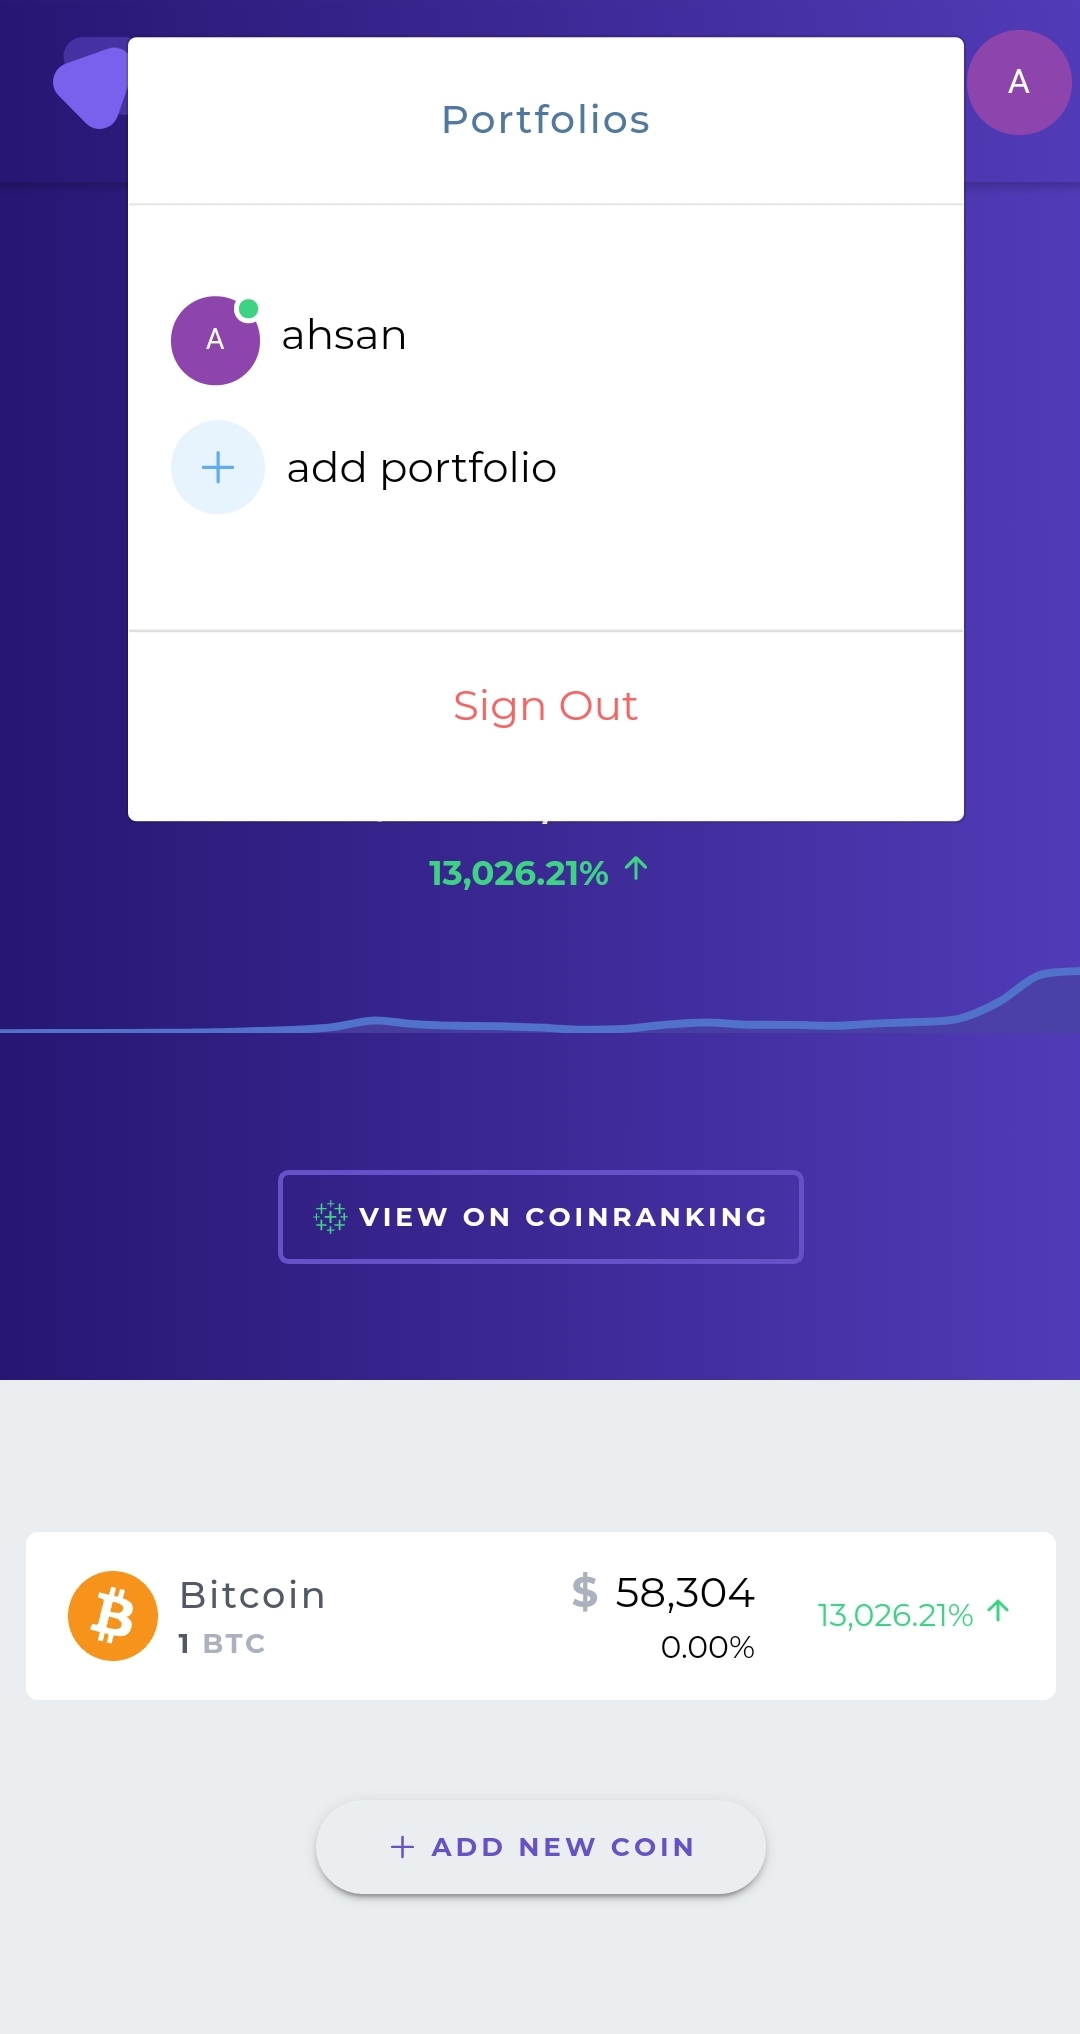 A
Portfolios
A ahsan
add portfolio
Sign Out
13,026.21%
VIEW ON COINRANKING
Bitcoin
1 BTC
$ 58,304
0.00%
13,026.21%
+ ADD NEW COIN